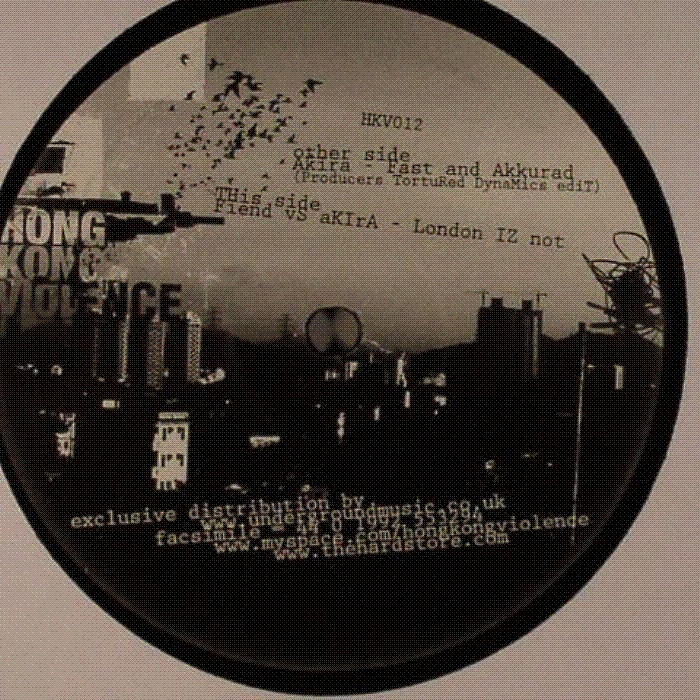 HKV012
other side
Akira - Fast and Akkurad
(Producers TortuRed DynaMics ediT)
THis side
Fiend vS aKIrA - London IZ not
HONG
KONG
VIOLENCE
exclusive distribution by
www.undergroundmusic.co.uk
facsimile
www.myspace.com/hongkongviolence
www.thehardstore.com